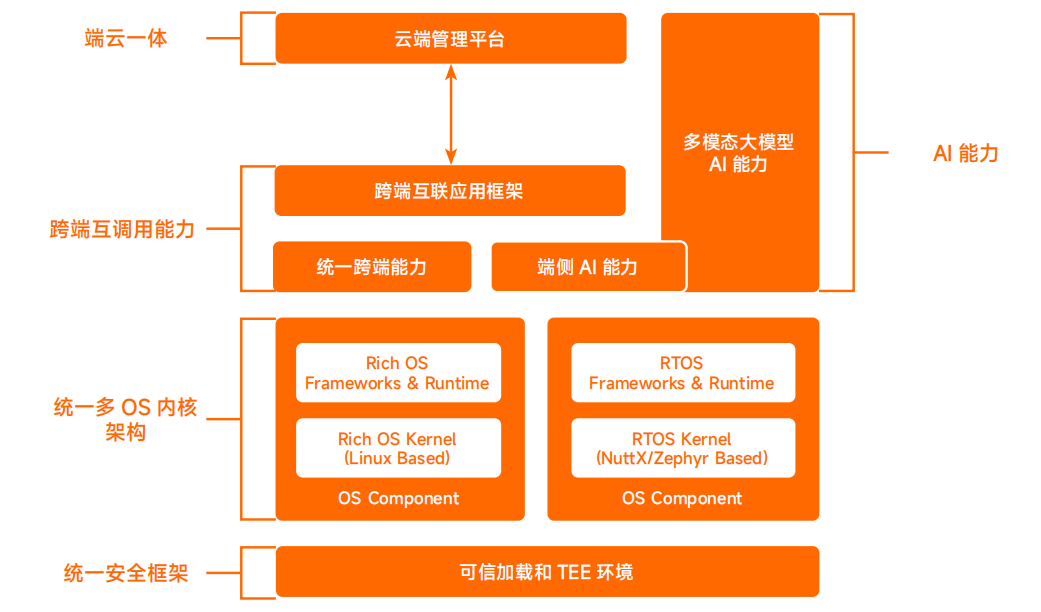 端云一体
云端管理平台
多模态大模型
AI 能力
AI 能力
跨端互调用能力
跨端互联应用框架
统一跨端能力
端侧 AI 能力
统一多 OS 内核
架构
Rich OS
Frameworks & Runtime
Rich OS Kernel
(Linux Based)
OS Component
RTOS
Frameworks & Runtime
RTOS Kernel
(NuttX/Zephyr Based)
OS Component
统一安全框架
可信加载和 TEE 环境